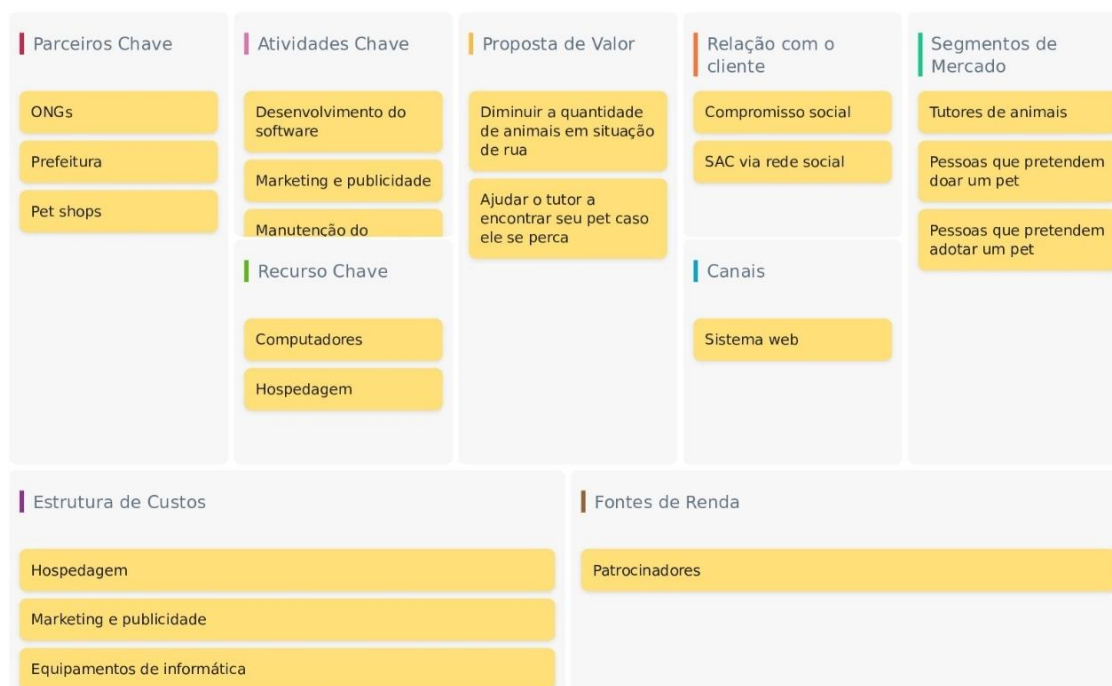 Parceiros Chave
ONGs
Prefeitura
Pet shops
Atividades Chave
Desenvolvimento do
software
Marketing e publicidade
Manutenção do
Recurso Chave
Computadores
Hospedagem
Proposta de Valor
Diminuir a quantidade
de animais em situação
de rua
Ajudar o tutor a
encontrar seu pet caso
ele se perca
Relação com o
cliente
Compromisso social
SAC via rede social
Canais
Sistema web
Segmentos de
Mercado
Tutores de animais
Pessoas que pretendem
doar um pet
Pessoas que pretendem
adotar um pet
Estrutura de Custos
Hospedagem
Marketing e publicidade
Equipamentos de informática
Fontes de Renda
Patrocinadores